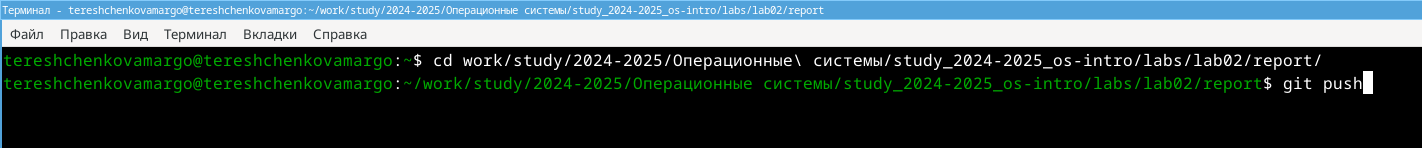 Терминал - tereshchenkovamargo@tereshchenkovamargo:~/work/study/2024-2025/Операционные системы/study_2024-2025_os-intro/labs/lab02/report
Файл Правка Вид Терминал Вкладки Справка
tereshchenkovamargo@tereshchenkovamargo:~$ cd work/study/2024-2025/Операционные\ системы/study_2024-2025_os-intro/labs/lab02/report/
tereshchenkovamargo@tereshchenkovamargo:~/work/study/2024-2025/Операционные системы/study_2024-2025_os-intro/labs/lab02/report$ git push